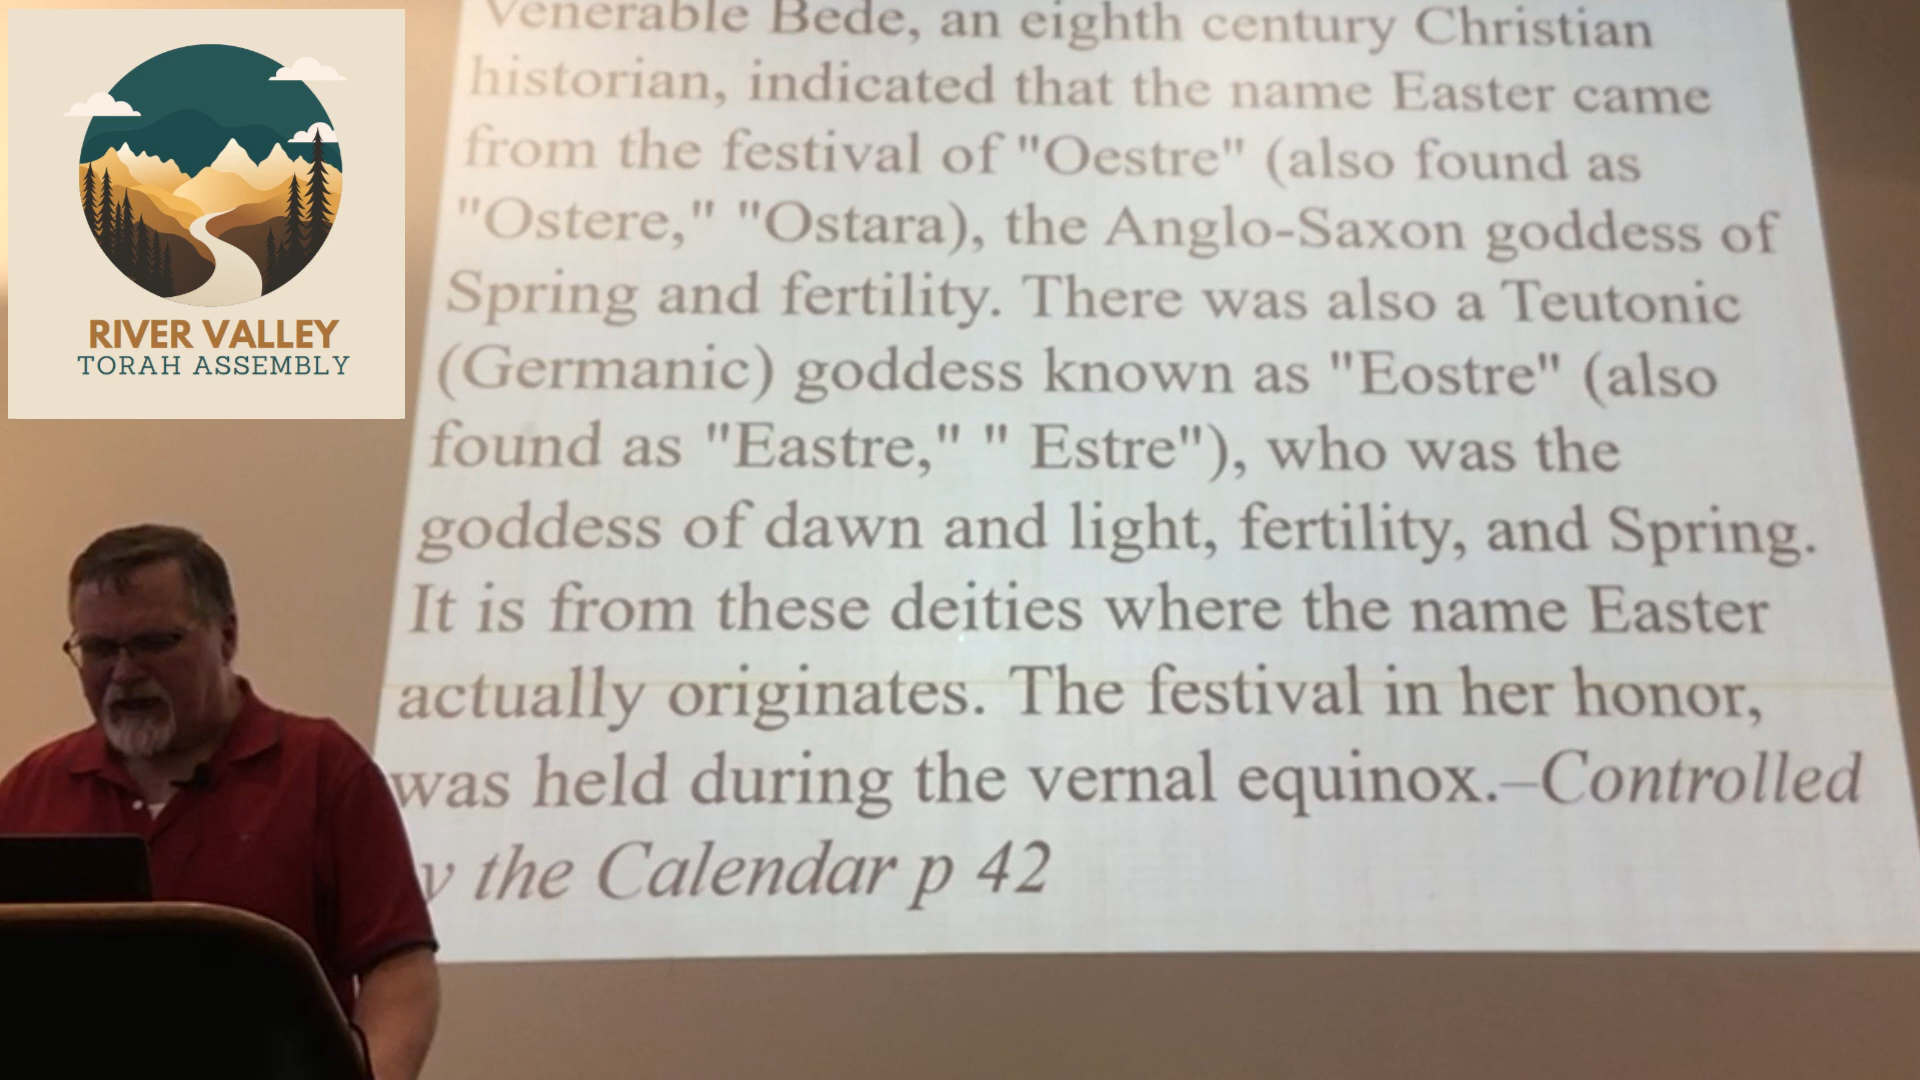 RIVER VALLEY
TORAH ASSEMBLY
Venerable Bede, an eighth century Christian
historian, indicated that the name Easter came
from the festival of "Oestre" (also found as
"Ostere," "Ostara), the Anglo-Saxon goddess of
Spring and fertility. There was also a Teutonic
(Germanic) goddess known as "Eostre" (also
found as "Eastre," " Estre"), who was the
goddess of dawn and light, fertility, and Spring.
It is from these deities where the name Easter
actually originates. The festival in her honor,
was held during the vernal equinox.–Controlled
y the Calendar p 42